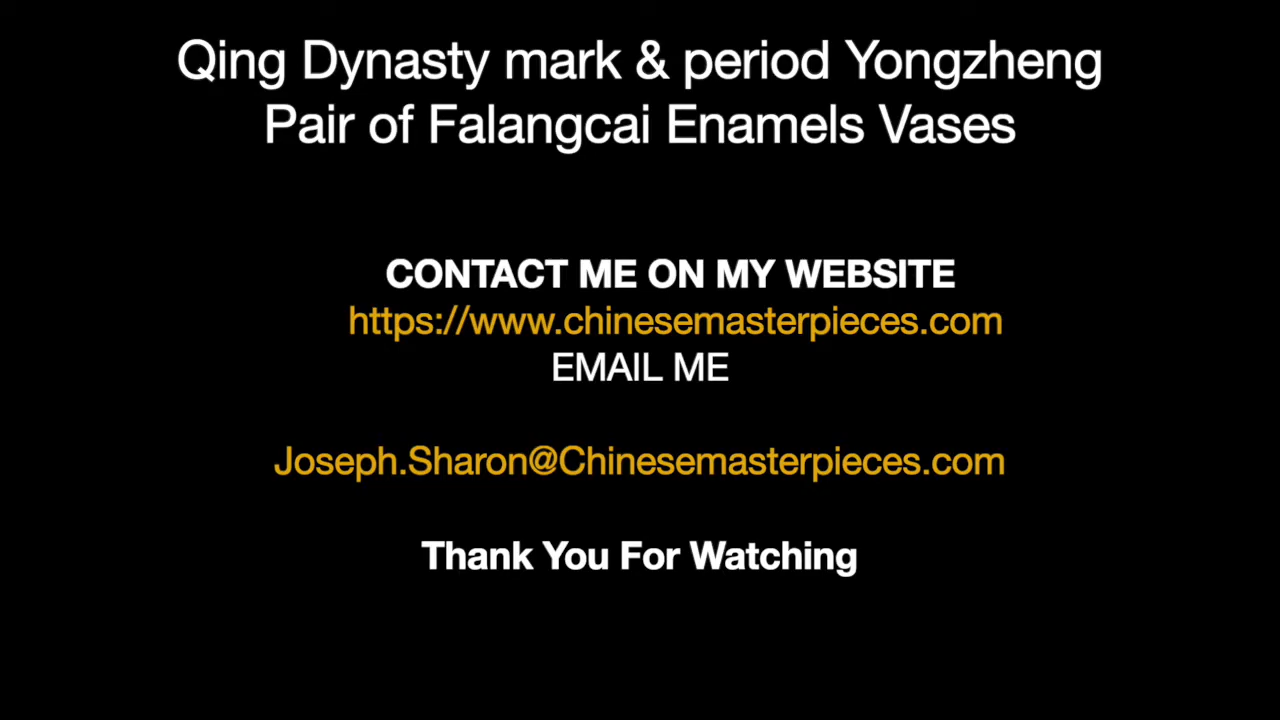 Qing Dynasty mark & period Yongzheng
Pair of Falangcai Enamels Vases
CONTACT ME ON MY WEBSITE
https://www.chinesemasterpieces.com
EMAIL ME
Joseph.Sharon@Chinesemasterpieces.com
Thank You For Watching